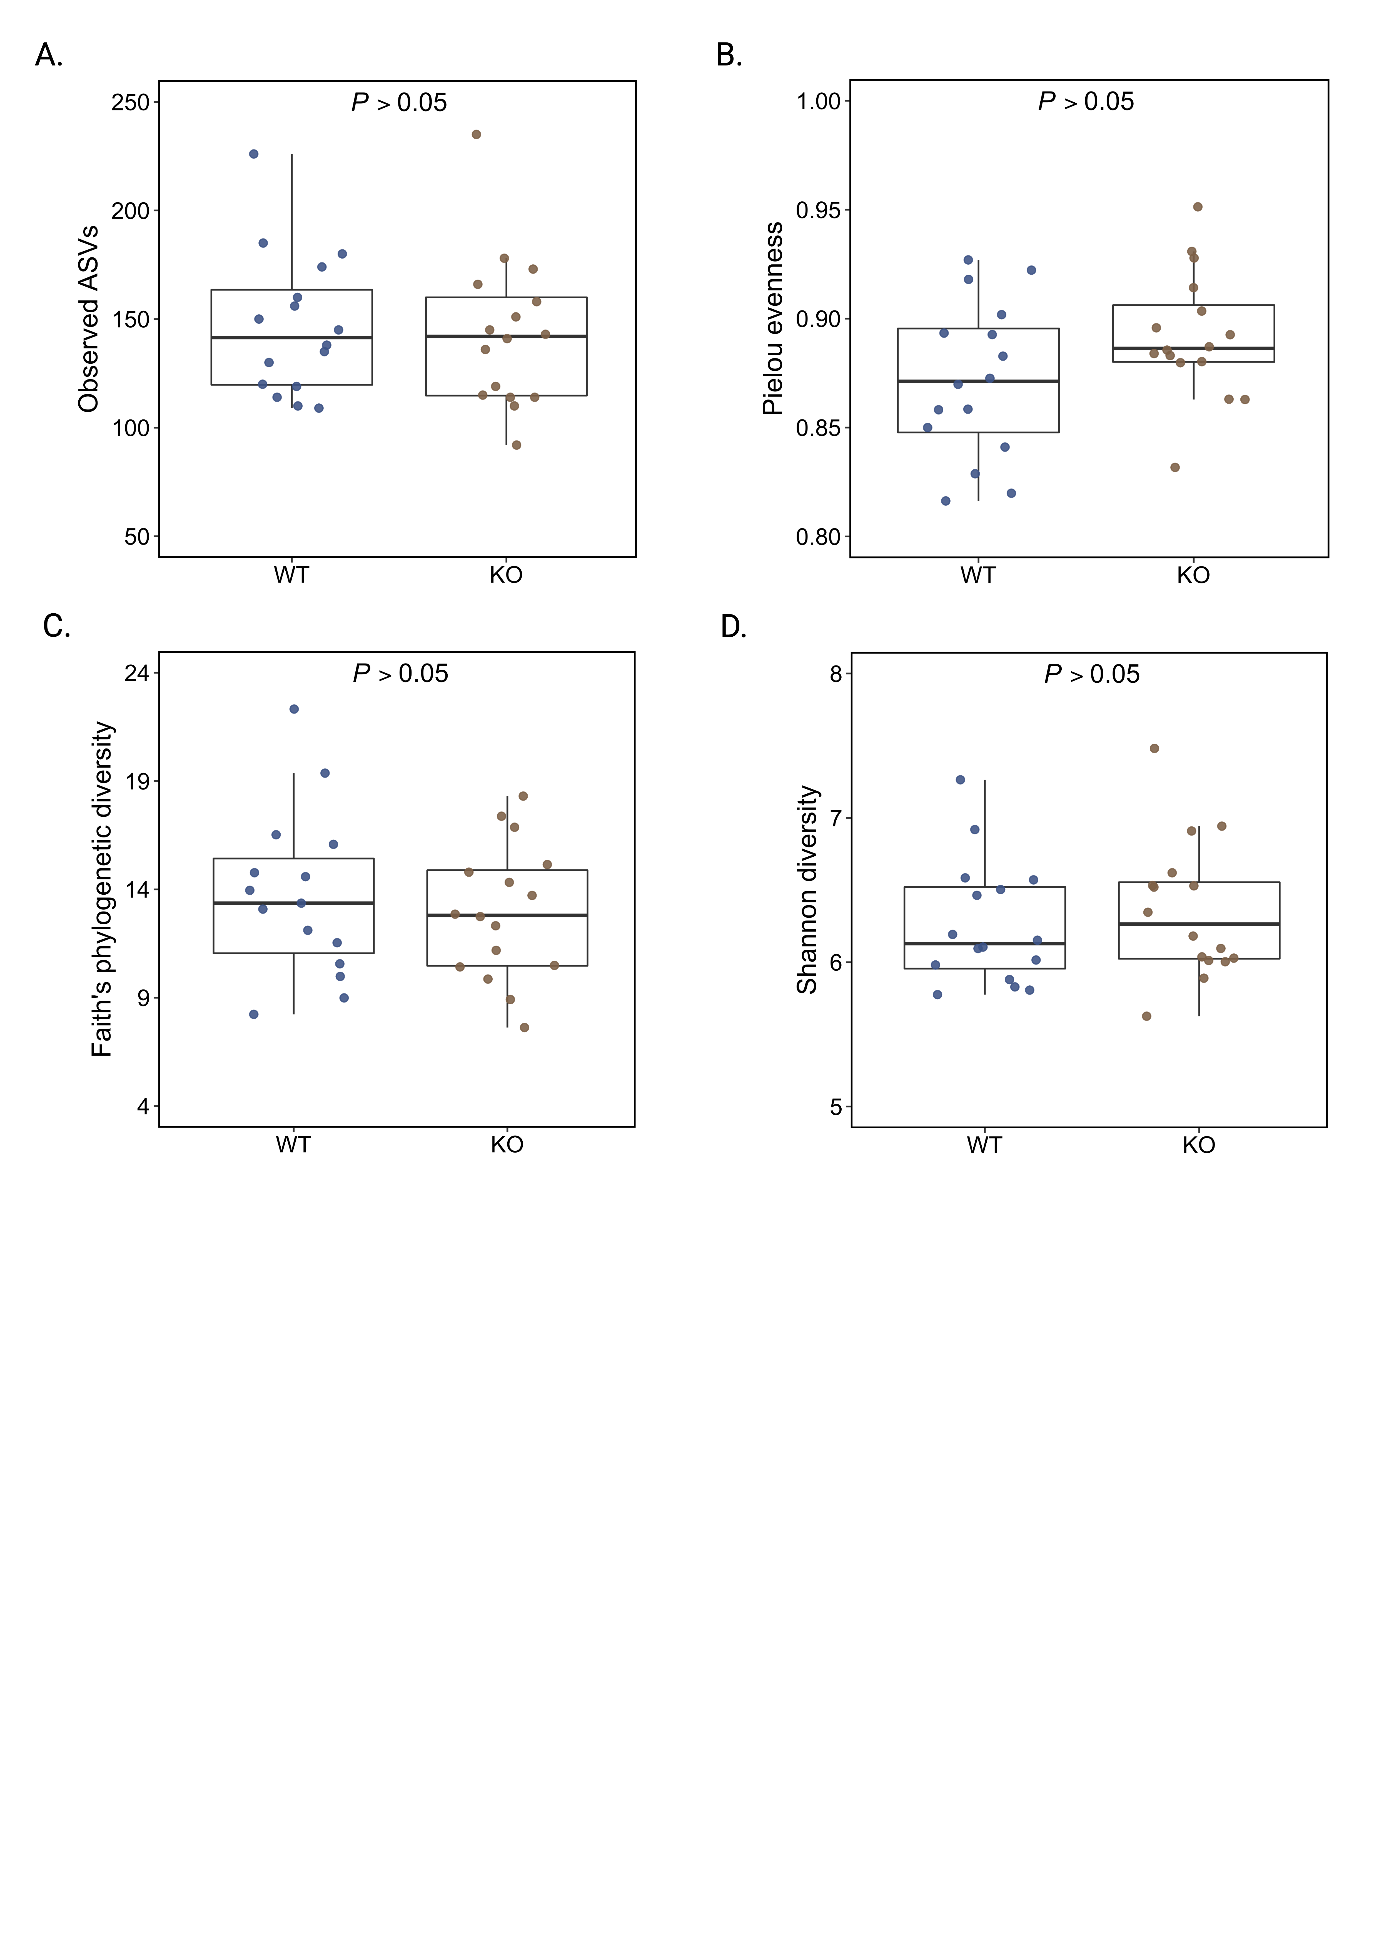 A.
P > 0.05
250
200
150
100
50
Observed ASVs
WT
KO
B.
P > 0.05
1.00
0.95
0.90
0.85
0.80
Pielou evenness
WT
KO
C.
P > 0.05
24
19
14
9
4
Faith's phylogenetic diversity
WT
KO
D.
P > 0.05
8
7
6
5
Shannon diversity
WT
KO